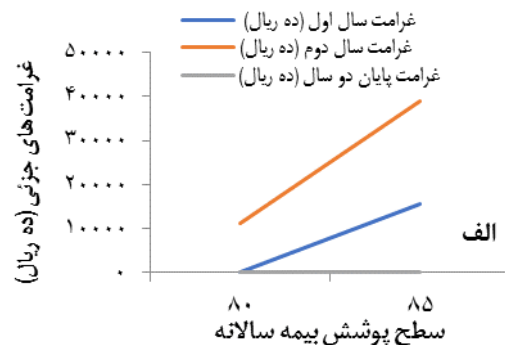 غرامت سال اول (ده ریال)
غرامت سال دوم (ده ریال)
غرامت پایان دو سال (ده ریال)
غرامت‌های جزئی (ده ریال)
۵۰۰۰۰
۴۰۰۰۰
۳۰۰۰۰
۲۰۰۰۰
۱۰۰۰۰
۰
الف
۸۰ ۸۵
سطح پوشش بیمه سالانه